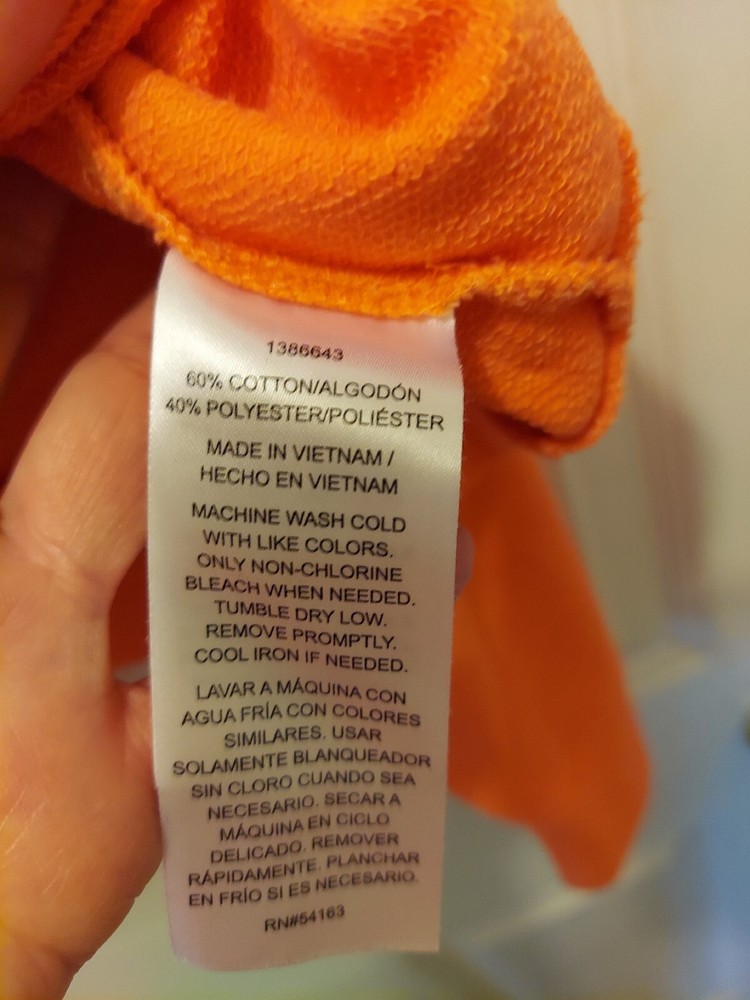 1386643
60% COTTON/ALGODÓN
40% POLYESTER/POLIÉSTER
MADE IN VIETNAM /
HECHO EN VIETNAM
MACHINE WASH COLD
WITH LIKE COLORS.
ONLY NON-CHLORINE
BLEACH WHEN NEEDED.
TUMBLE DRY LOW.
REMOVE PROMPTLY.
COOL IRON IF NEEDED.
LAVAR A MÁQUINA CON
AGUA FRÍA CON COLORES
SIMILARES. USAR
SOLAMENTE BLANQUEADOR
SIN CLORO CUANDO SEA
NECESARIO. SECAR A
MÁQUINA EN CICLO
DELICADO. REMOVER
RÁPIDAMENTE. PLANCHAR
EN FRÍO SI ES NECESARIO.
RN#54163